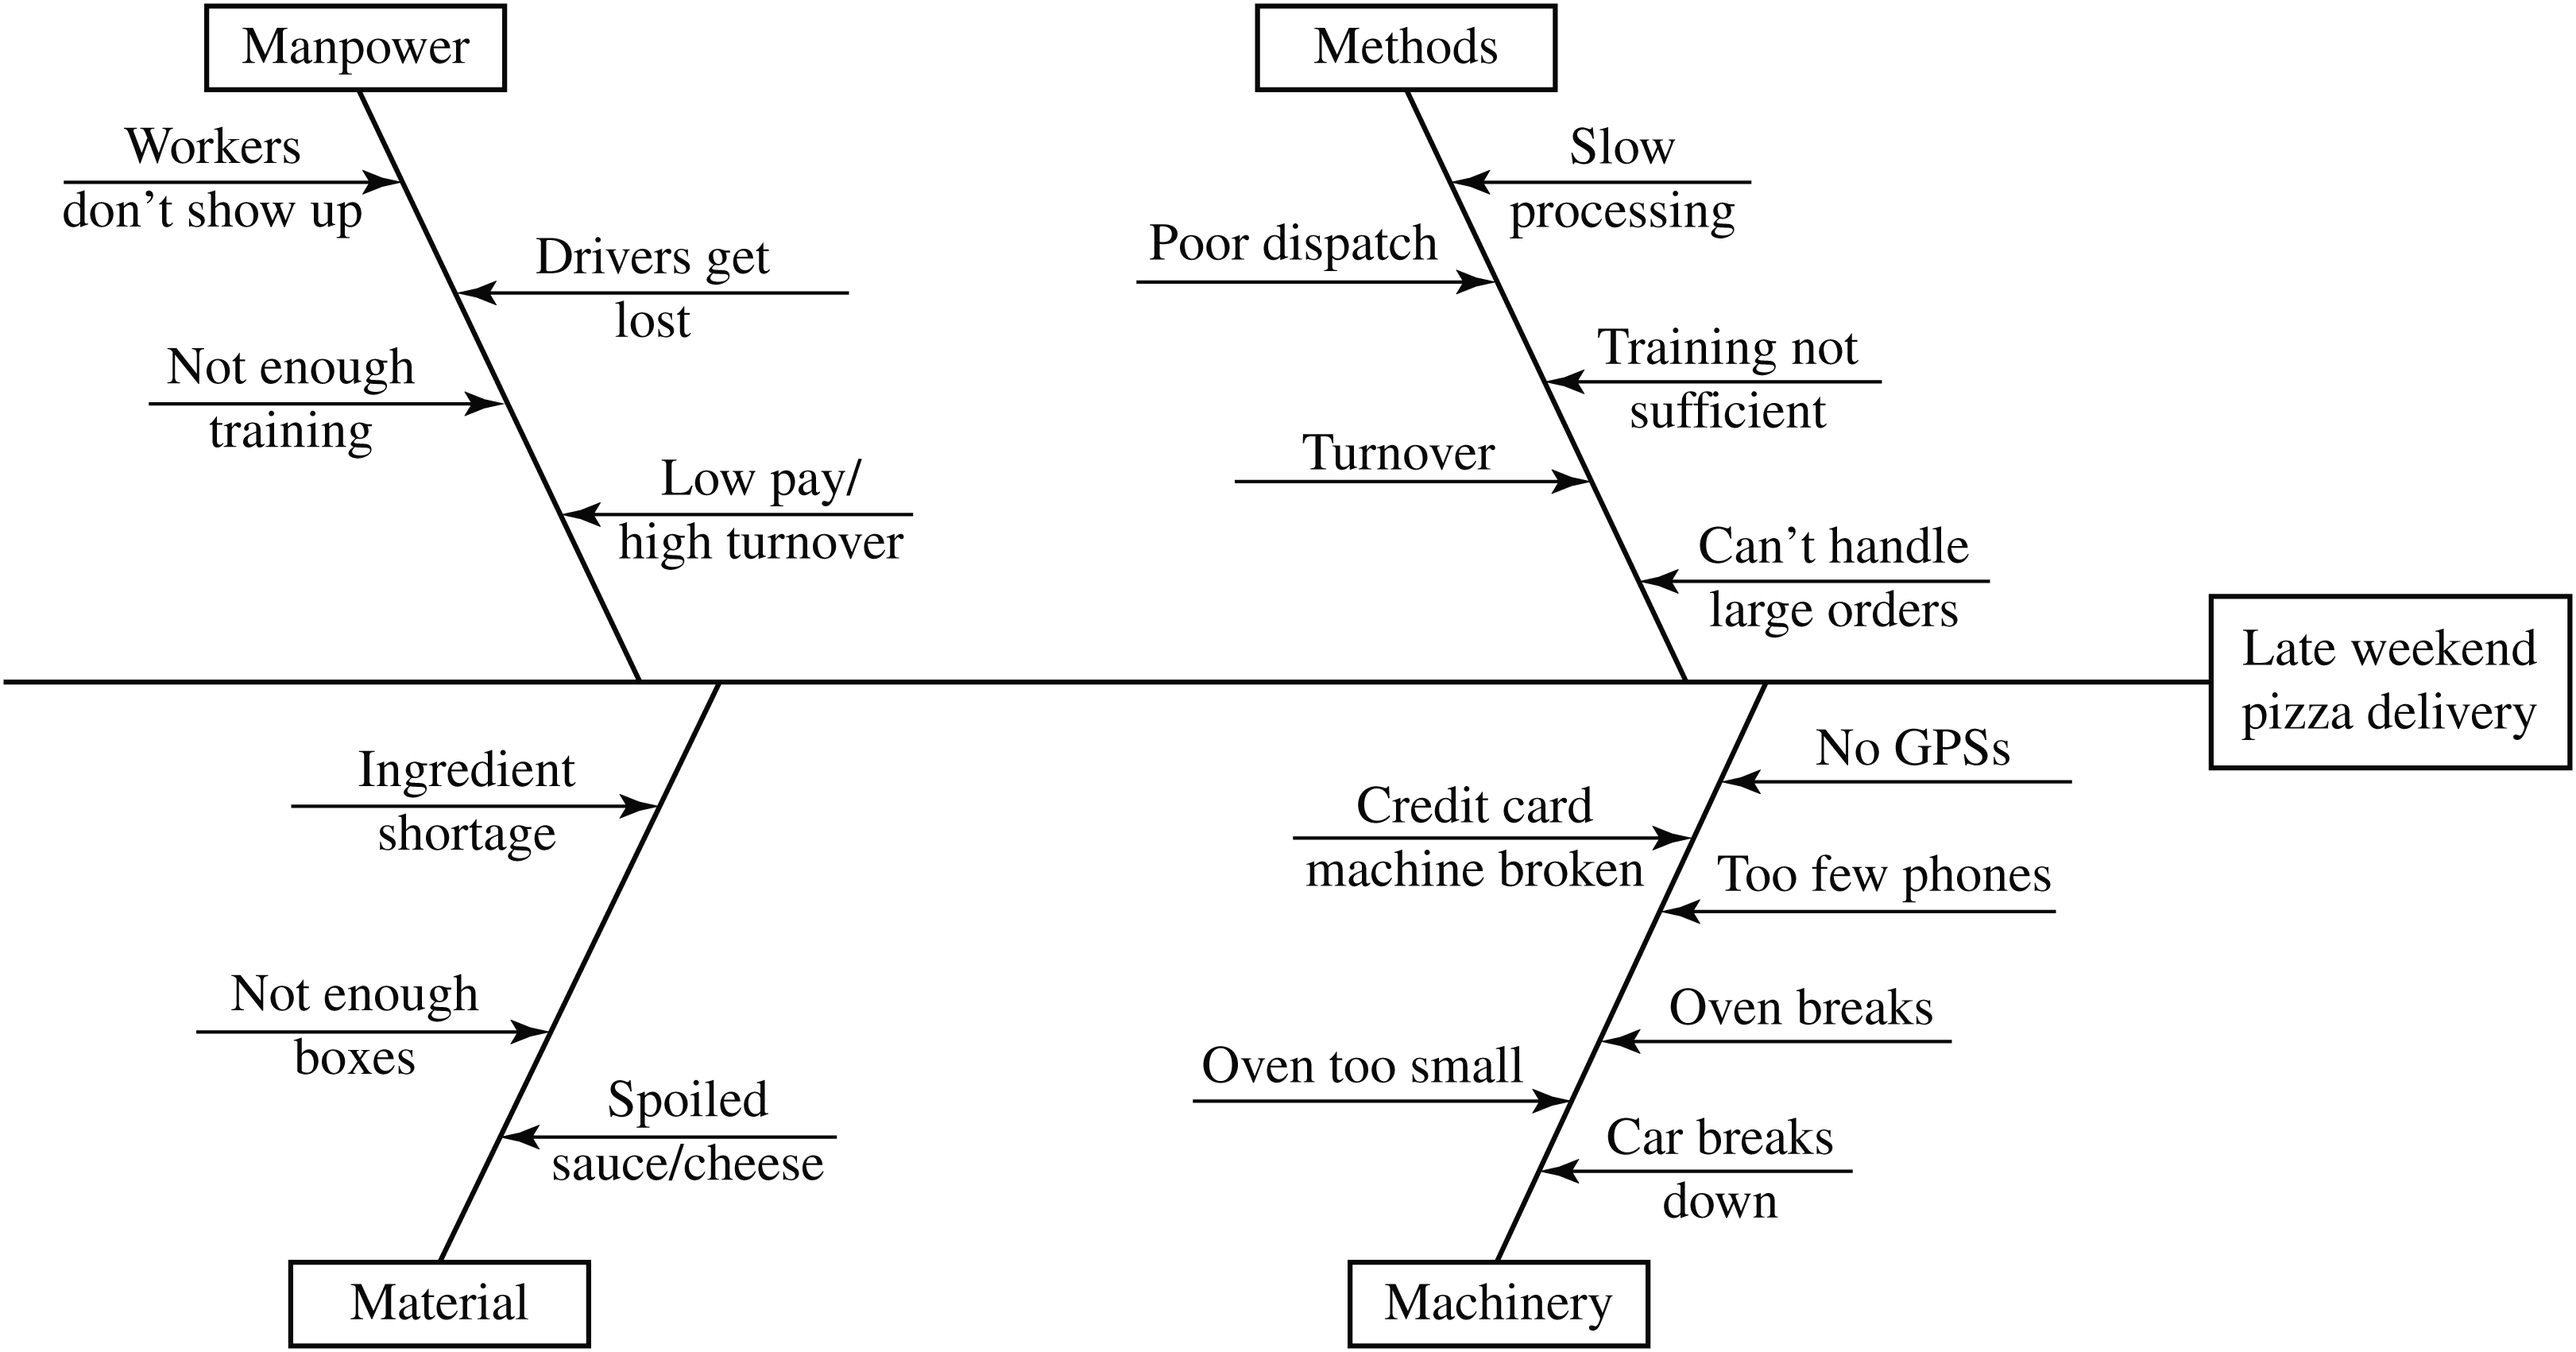 Manpower
Workers
don’t show up
Drivers get
lost
Not enough
training
Low pay/
high turnover
Methods
Slow
processing
Poor dispatch
Training not
sufficient
Turnover
Can’t handle
large orders
Late weekend
pizza delivery
Ingredient
shortage
Not enough
boxes
Spoiled
sauce/cheese
Material
No GPSs
Credit card
machine broken
Too few phones
Oven breaks
Oven too small
Car breaks
down
Machinery